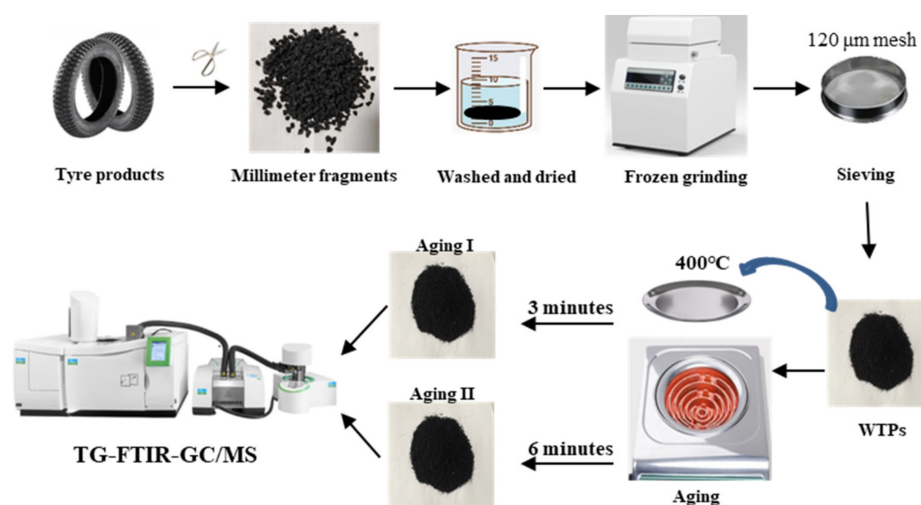 120 μm mesh
15
10
5
0
Tyre products
Millimeter fragments
Washed and dried
Frozen grinding
Sieving
Aging I
400°C
3 minutes
Aging II
6 minutes
TG-FTIR-GC/MS
WTPs
Aging